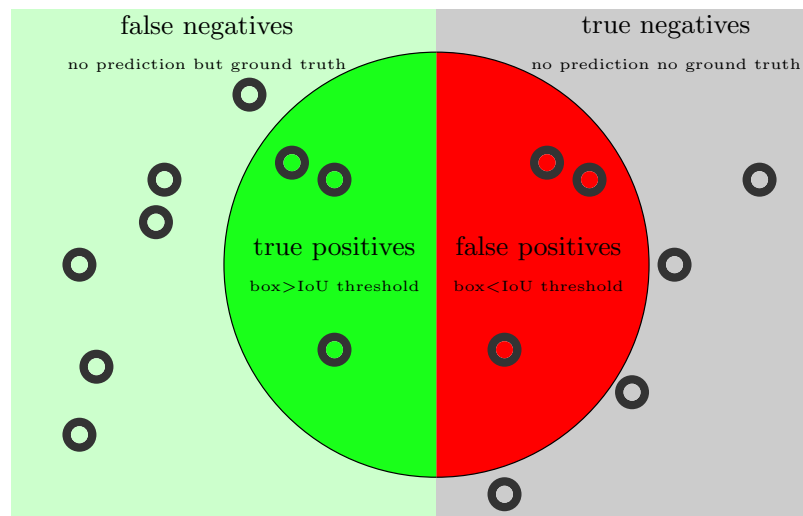 false negatives
no prediction but ground truth
true negatives
no prediction no ground truth
true positives
box>IoU threshold
false positives
box<IoU threshold